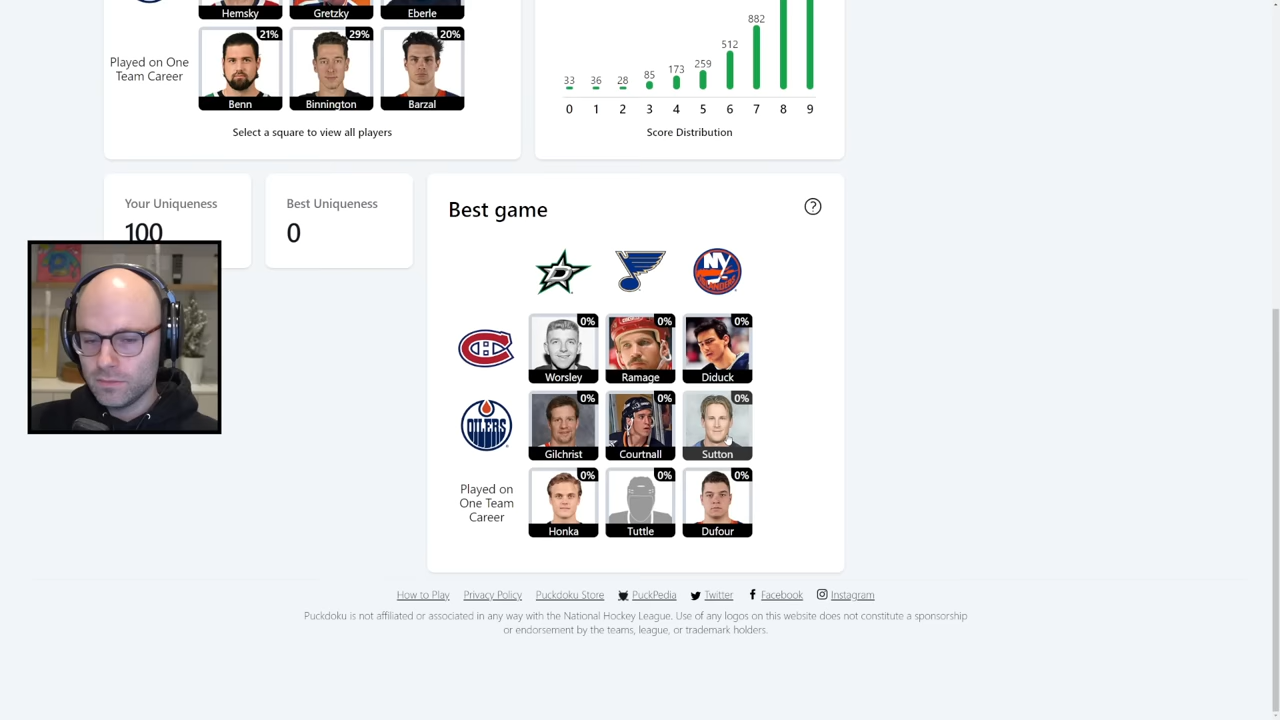 Hemsky
Gretzky
Eberle
Played on One
Team Career
21%
29%
20%
Benn
Binnington
Barzal
Select a square to view all players
33
36
28
85
173
259
512
882
0
1
2
3
4
5
6
7
8
9
Score Distribution
Your Uniqueness
100
Best Uniqueness
0
Best game
?
D
NY
ISLANDERS
0%
0%
0%
Worsley
Ramage
Diduck
CH
OILERS
0%
0%
0%
Gilchrist
Courtnall
Sutton
Played on
One Team
Career
0%
0%
0%
Honka
Tuttle
Dufour
How to Play
Privacy Policy
Puckdoku Store
PuckPedia
Twitter
Facebook
Instagram
Puckdoku is not affiliated or associated in any way with the National Hockey League. Use of any logos on this website does not constitute a sponsorship
or endorsement by the teams, league, or trademark holders.